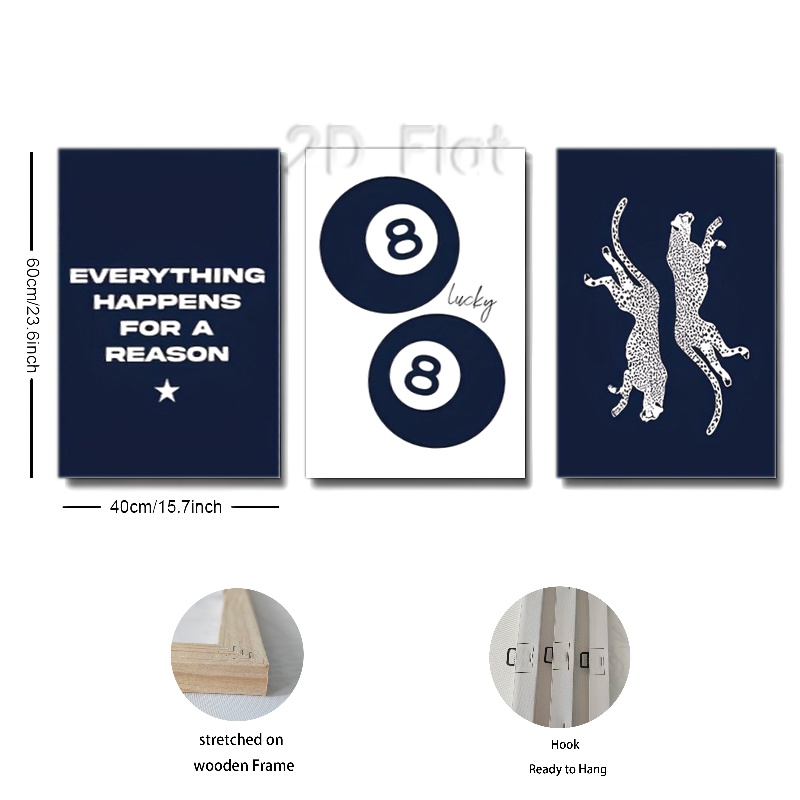 2D Flat
60cm/23.6inch
EVERYTHING
HAPPENS
FOR A
REASON
8
lucky
8
40cm/15.7inch
stretched on
wooden Frame
Hook
Ready to Hang